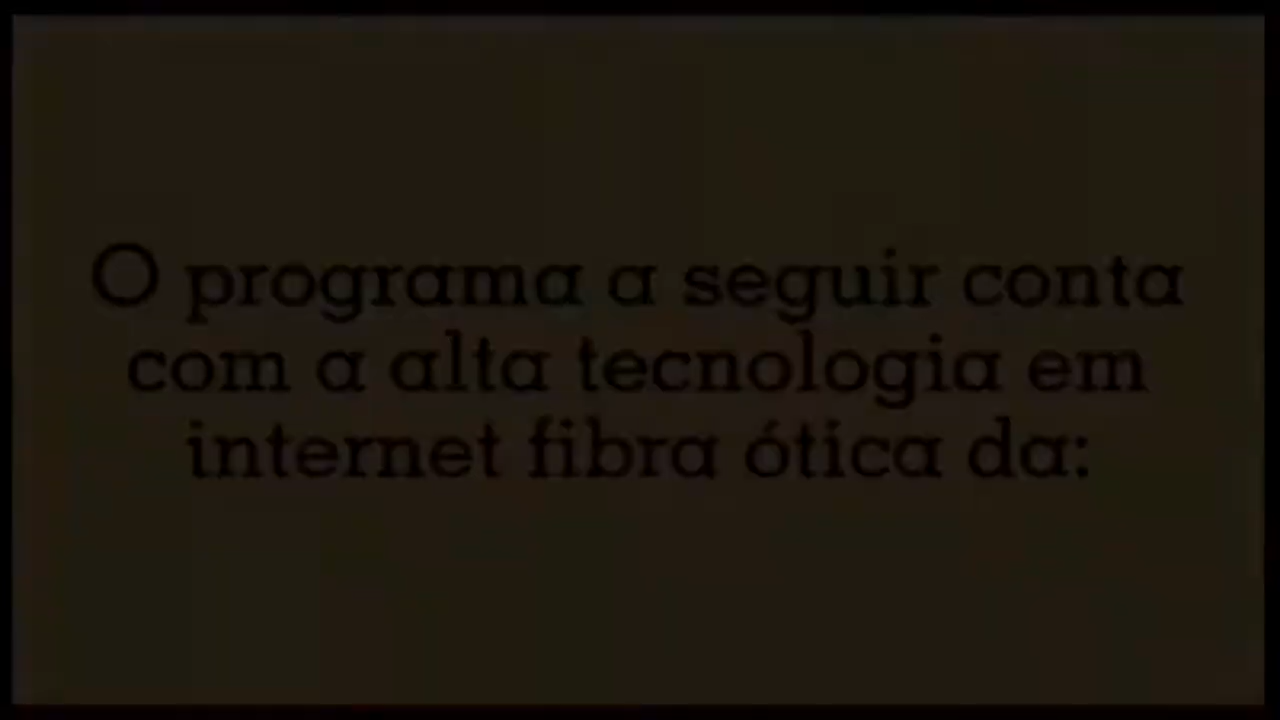 O programa a seguir conta
com a alta tecnologia em
internet fibra ótica da: